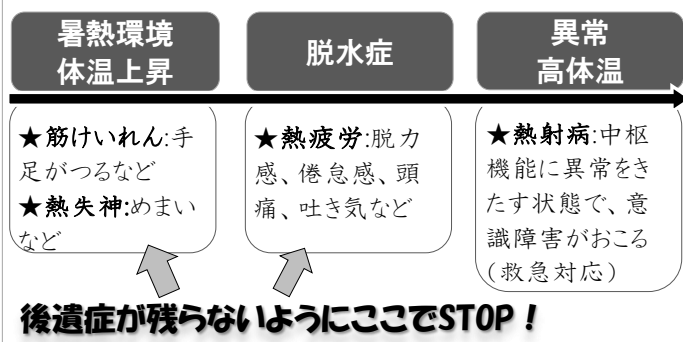 暑熱環境
体温上昇
脱水症
異常
高体温
★筋けいれん:手
足がつるなど
★熱失神:めまい
など
★熱疲労:脱力
感、倦怠感、頭
痛、吐き気など
★熱射病:中枢
機能に異常をき
たす状態で、意
識障害がおこる
(救急対応)
後遺症が残らないようにここでSTOP!